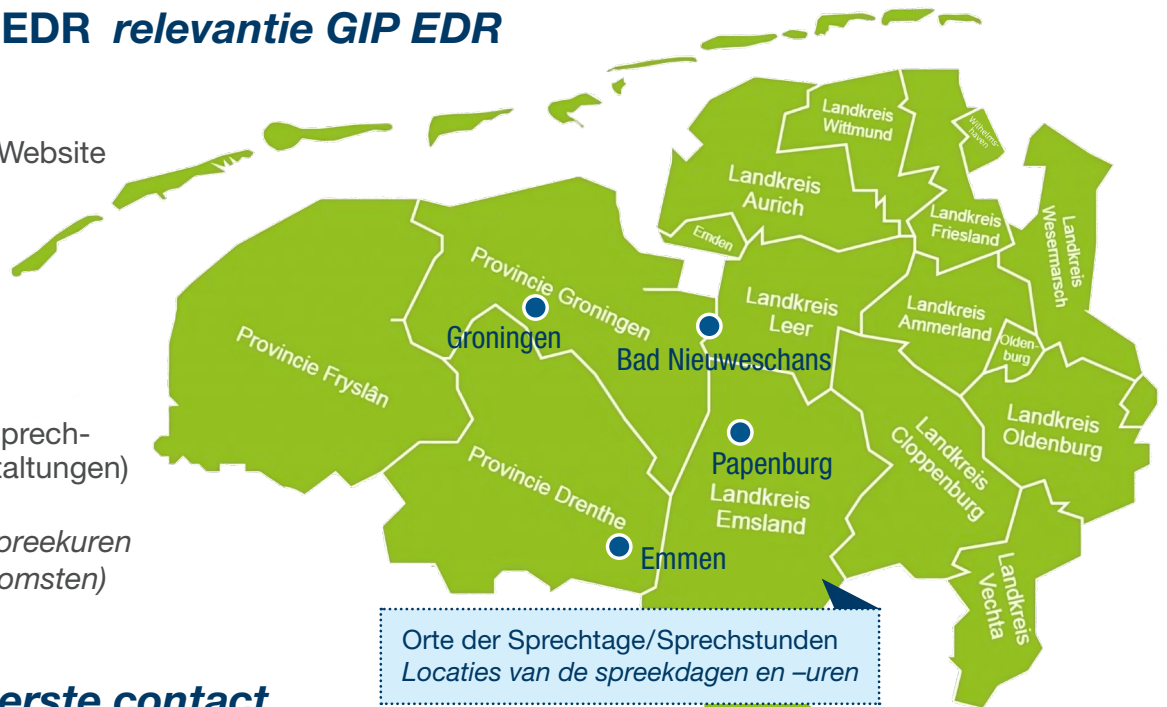 EDR relevantie GIP EDR
Website
prech-
taltungen)
preekuren
omsten)
erste contact
Landkreis
Wittmund
Wilhelms-
haven
Landkreis
Aurich
Landkreis
Friesland
Landkreis
Wesermarsch
Emden
Provincie Groningen
Groningen
Landkreis
Leer
Bad Nieuweschans
Landkreis
Ammerland
Olden-
burg
Provincie Fryslân
Landkreis
Oldenburg
Landkreis
Cloppenburg
Papenburg
Landkreis
Emsland
Provincie Drenthe
Emmen
Landkreis
Vechta
Orte der Sprechtage/Sprechstunden
Locaties van de spreekdagen en –uren